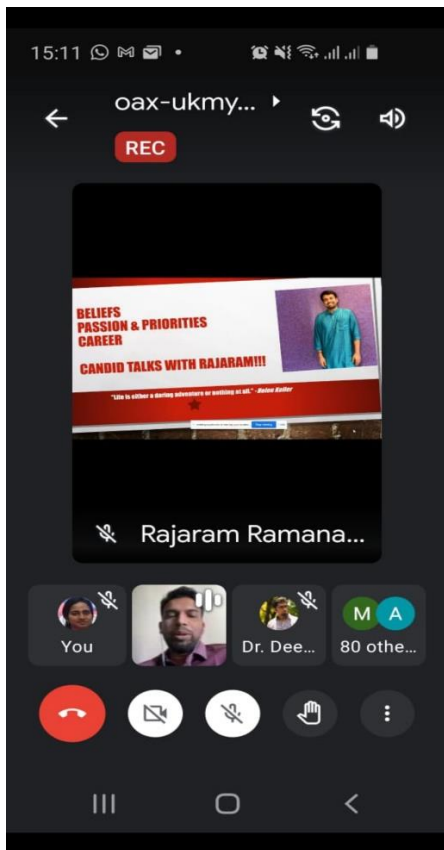 15:11
oax-ukmy...
REC
BELIEFS
PASSION & PRIORITIES
CAREER
CANDID TALKS WITH RAJARAM!!!
"Life is either a daring adventure or nothing at all." -Helen Keller
Rajaram Ramana...
You
Dr. Dee...
M A
80 othe...